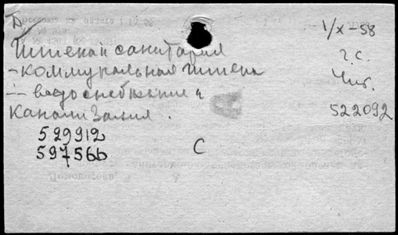 1/X-58
Гигиена и санитария
г.с.
- коммунальная гигиена
Чит.
- водоснабжение и
522092
канализация.
529912
С
597566